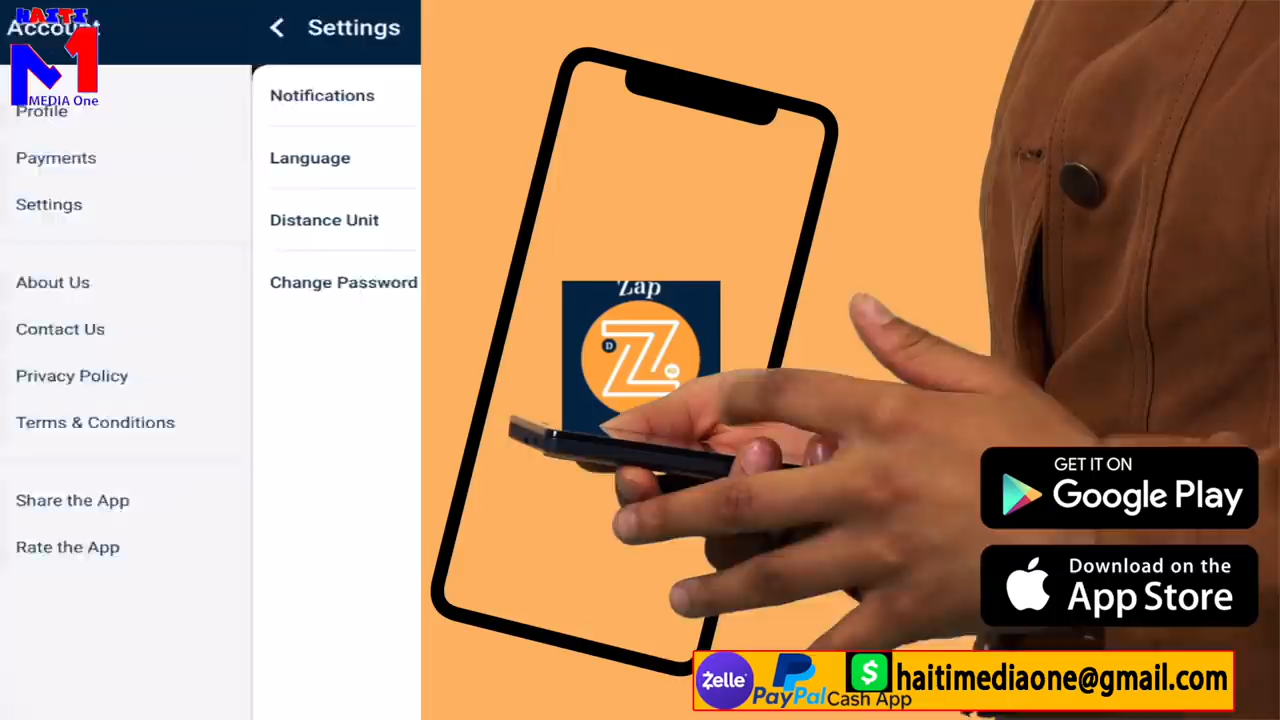 HAITI
Account
M1
MEDIA One
Profile
Payments
Settings
About Us
Contact Us
Privacy Policy
Terms & Conditions
Share the App
Rate the App
Settings
Notifications
Language
Distance Unit
Change Password
Zap
D
Z
GET IT ON
Google Play
Download on the
App Store
Zelle
PayPal
$
Cash App
haitimediaone@gmail.com